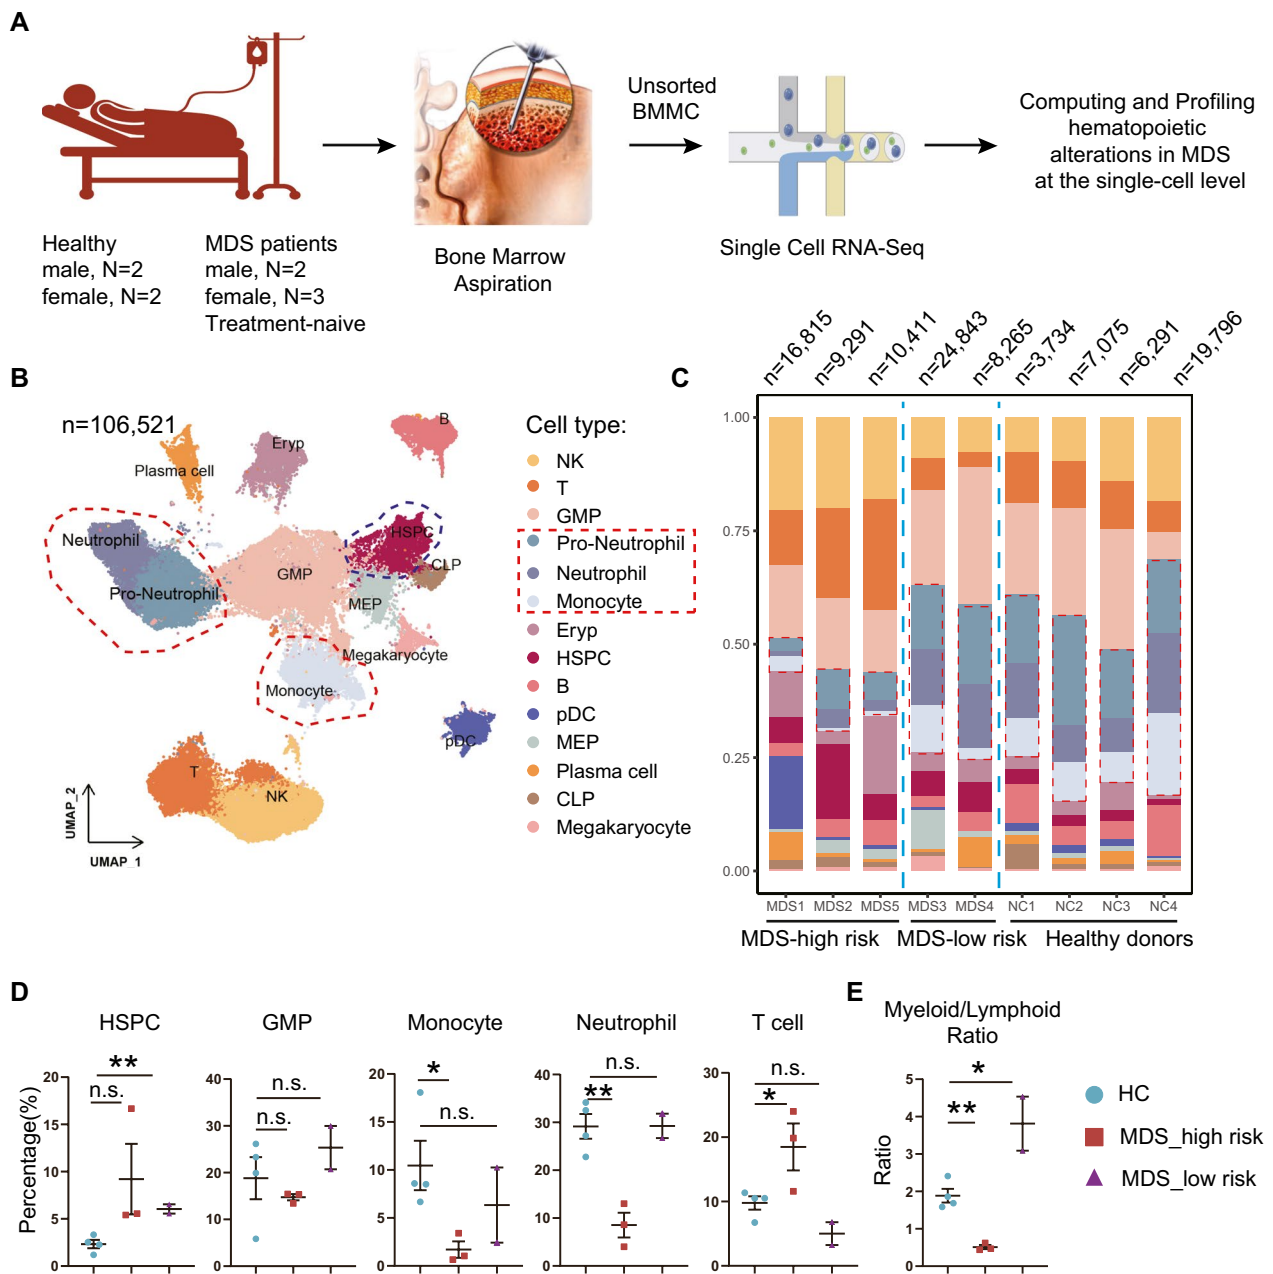 A
Unsorted
BMMC
Computing and Profiling
hematopoietic
alterations in MDS
at the single-cell level
Healthy
male, N=2
female, N=2
MDS patients
male, N=2
female, N=3
Treatment-naive
Bone Marrow
Aspiration
Single Cell RNA-Seq
B
n=106,521
Plasma cell
Eryp
B
Neutrophil
Pro-Neutrophil
GMP
HSPC
CLP
MEP
Megakaryocyte
Monocyte
pDC
T
NK
UMAP_2
UMAP_1
Cell type:
NK
T
GMP
Pro-Neutrophil
Neutrophil
Monocyte
Eryp
HSPC
B
pDC
MEP
Plasma cell
CLP
Megakaryocyte
C
n=16,815
n=9,291
n=10,411
n=24,843
n=8,265
n=3,734
n=7,075
n=6,291
n=19,796
1.00
0.75
0.50
0.25
0.00
MDS1 MDS2 MDS5 MDS3 MDS4 NC1 NC2 NC3 NC4
MDS-high risk MDS-low risk Healthy donors
D
HSPC
Percentage(%)
20
15
10
5
0
**
n.s.
GMP
40
30
20
10
0
n.s.
n.s.
Monocyte
20
15
10
5
0
*
n.s.
Neutrophil
40
30
20
10
0
n.s.
**
T cell
30
20
10
0
n.s.
*
E
Myeloid/Lymphoid
Ratio
Ratio
5
4
3
2
1
0
*
**
HC
MDS_high risk
MDS_low risk